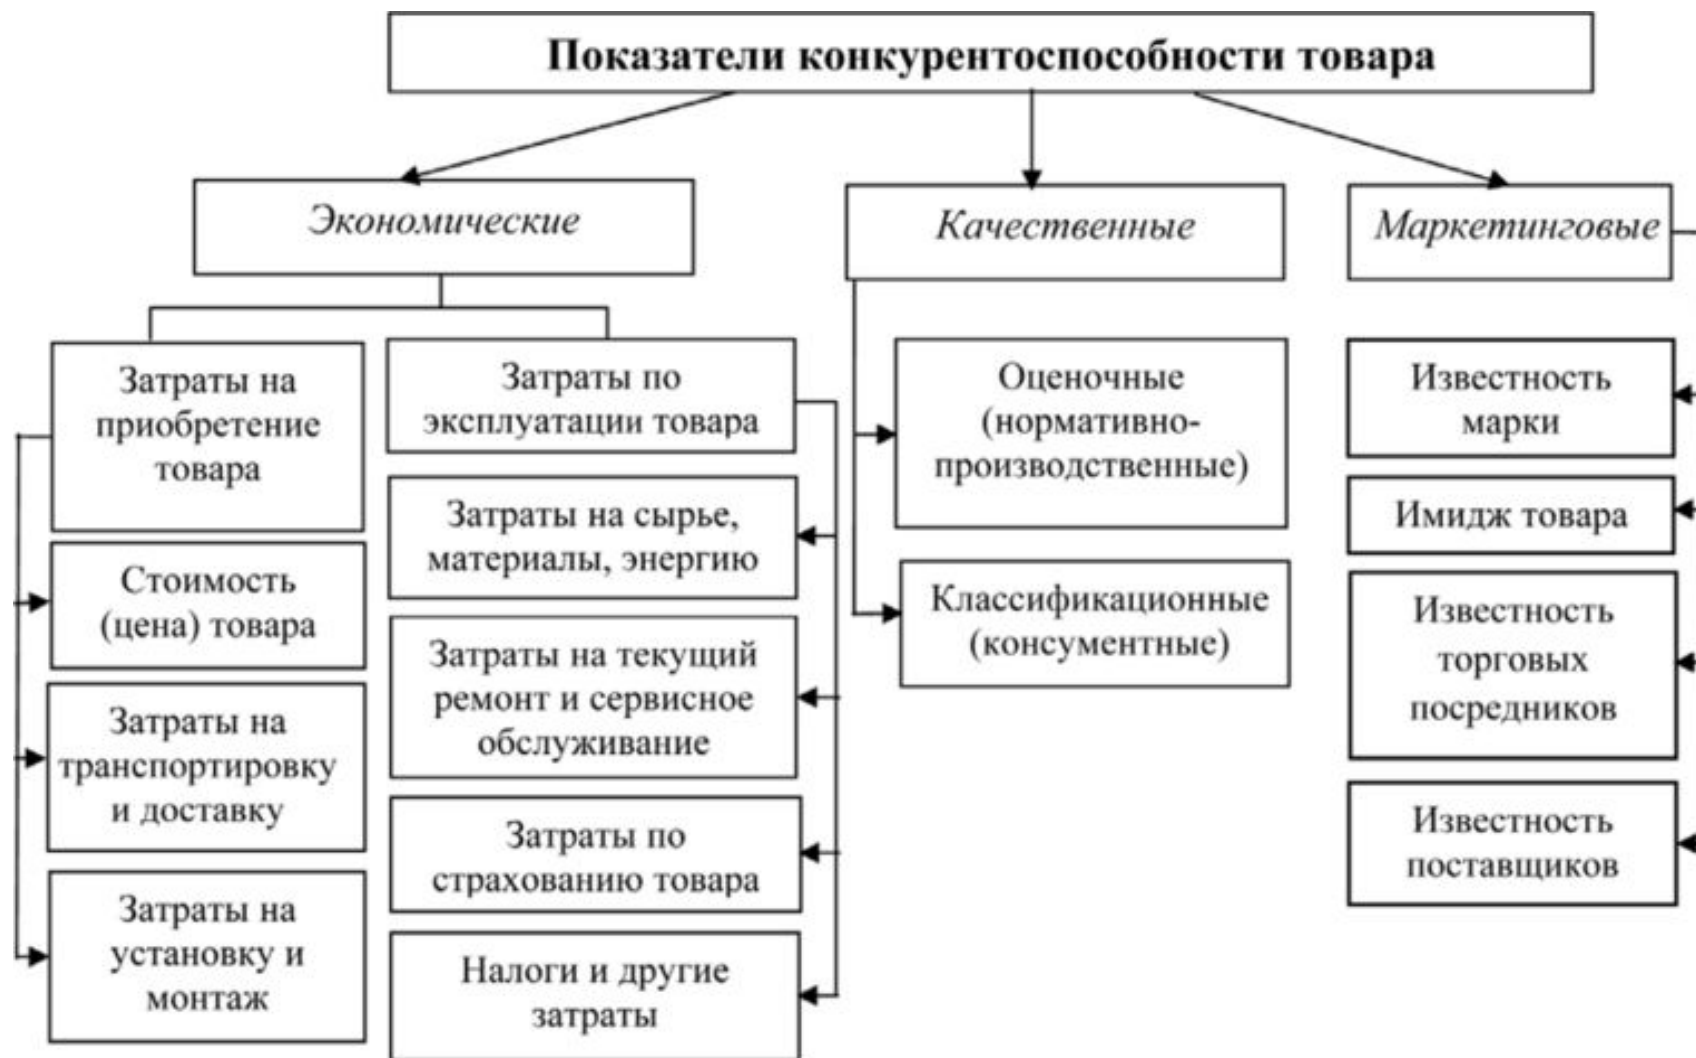 Показатели конкурентоспособности товара
Экономические
Качественные
Маркетинговые
Затраты на
приобретение
товара
Стоимость
(цена) товара
Затраты на
транспортировку
и доставку
Затраты на
установку и
монтаж
Затраты по
эксплуатации товара
Затраты на сырье,
материалы, энергию
Затраты на текущий
ремонт и сервисное
обслуживание
Затраты по
страхованию товара
Налоги и другие
затраты
Оценочные
(нормативно-
производственные)
Классификационные
(консументные)
Известность
марки
Имидж товара
Известность
торговых
посредников
Известность
поставщиков